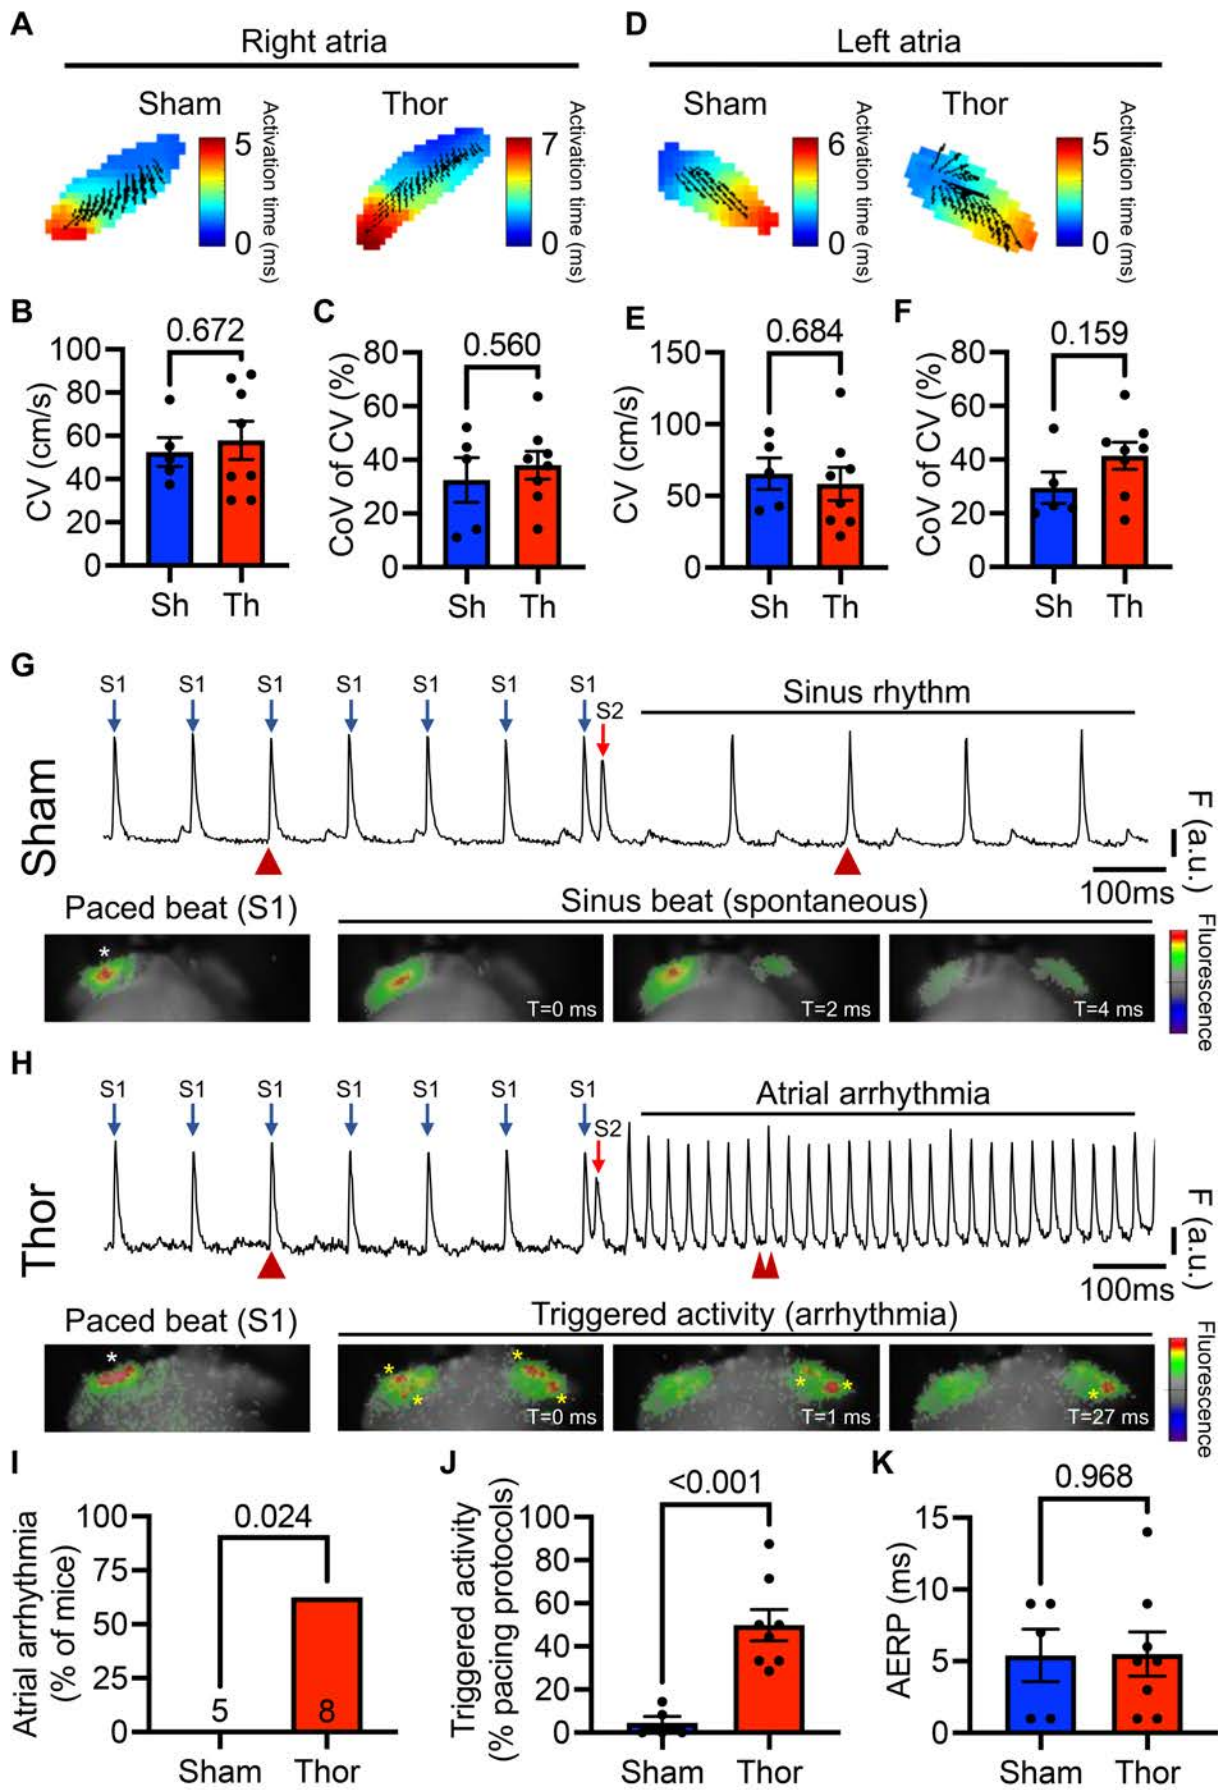 A
Right atria
Sham
Thor
5
0
Activation time (ms)
7
0
Activation time (ms)
D
Left atria
Sham
Thor
6
0
Activation time (ms)
5
0
Activation time (ms)
B
0.672
CV (cm/s)
100
80
60
40
20
0
Sh
Th
C
0.560
CoV of CV (%)
80
60
40
20
0
Sh
Th
E
0.684
CV (cm/s)
150
100
50
0
Sh
Th
F
0.159
CoV of CV (%)
80
60
40
20
0
Sh
Th
G
Sham
S1 S1 S1 S1 S1 S1 S1
S2
Sinus rhythm
F (a.u.)
100ms
Paced beat (S1)
Sinus beat (spontaneous)
*
T=0 ms
T=2 ms
T=4 ms
Fluorescence
H
Thor
S1 S1 S1 S1 S1 S1 S1
S2
Atrial arrhythmia
F (a.u.)
100ms
Paced beat (S1)
Triggered activity (arrhythmia)
*
* * * *
T=0 ms
* *
T=1 ms
*
T=27 ms
Fluorescence
I
Atrial arrhythmia
(% of mice)
0.024
100
75
50
25
0
5
8
Sham
Thor
J
Triggered activity
(% pacing protocols)
<0.001
100
80
60
40
20
0
Sham
Thor
K
0.968
AERP (ms)
15
10
5
0
Sham
Thor